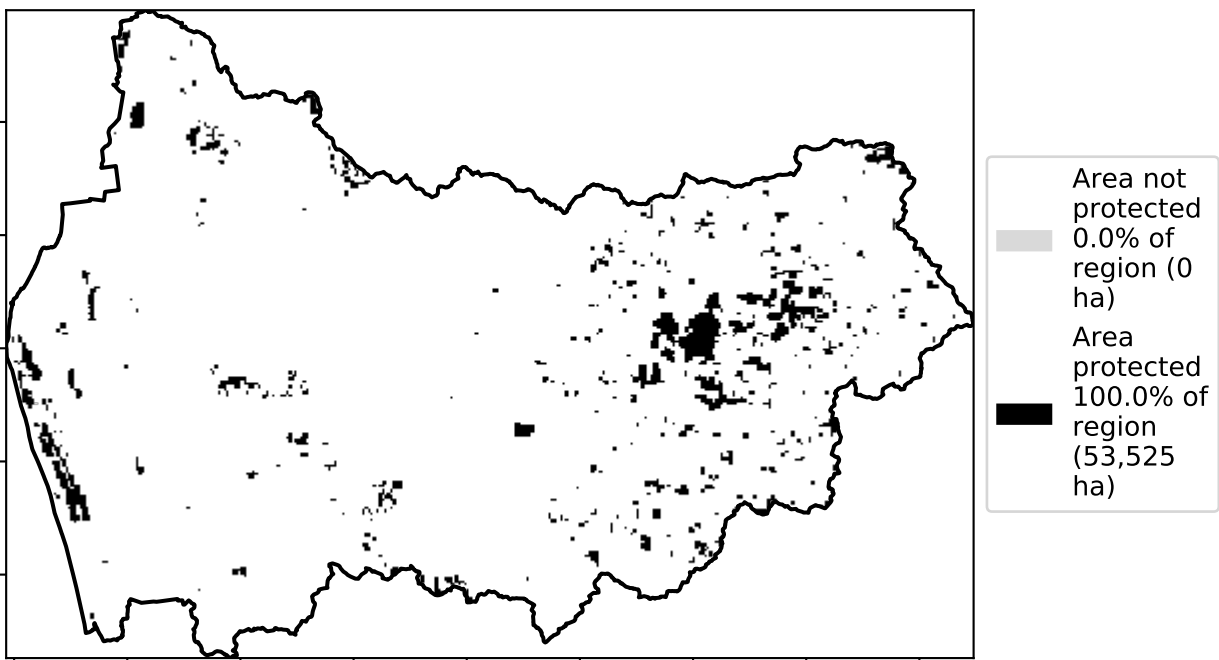 Area not
protected
0.0% of
region (0
ha)
Area
protected
100.0% of
region
(53,525
ha)